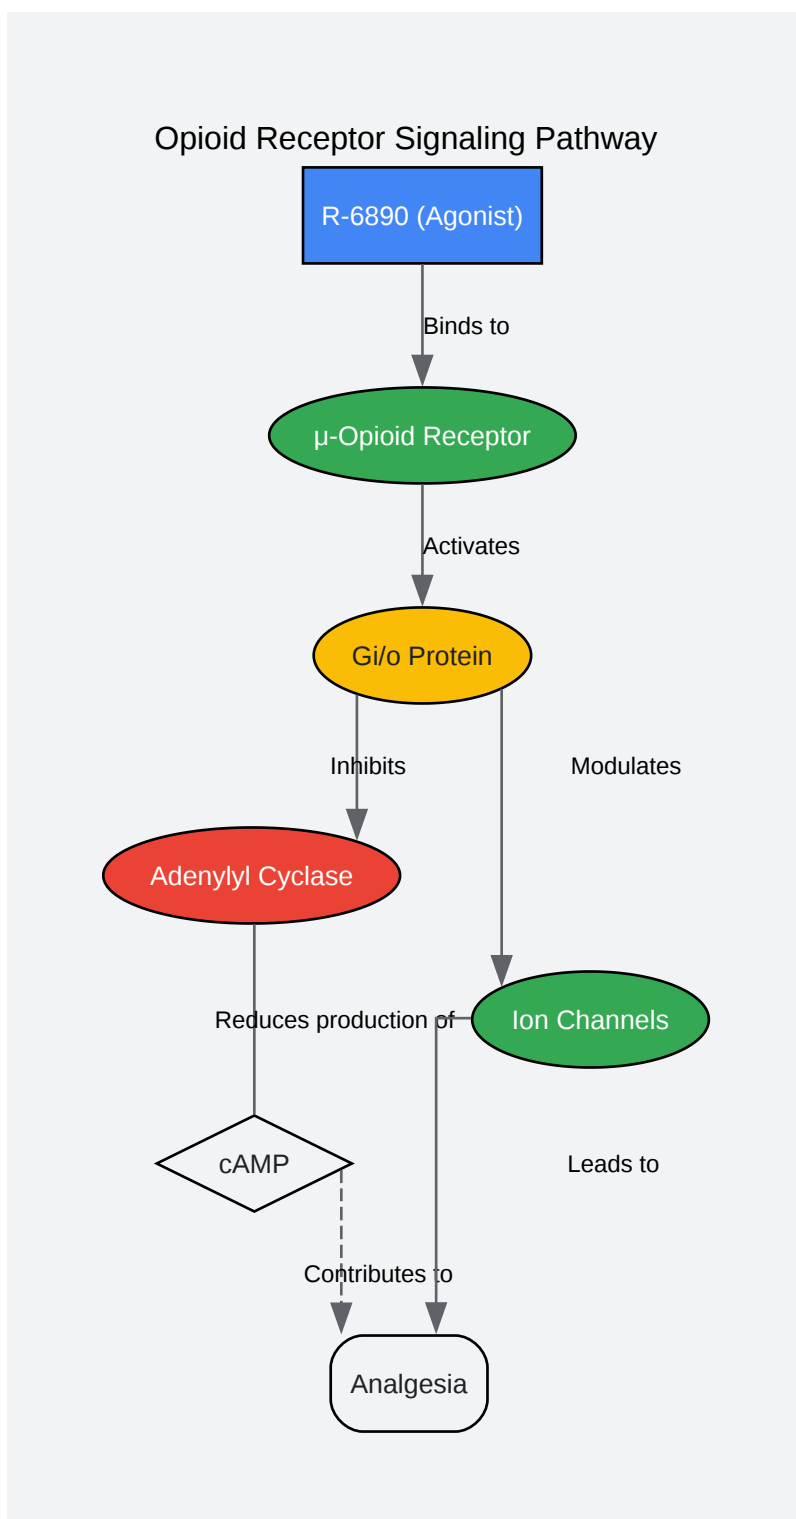 Opioid Receptor Signaling Pathway
R-6890 (Agonist)
Binds to
μ-Opioid Receptor
Activates
Gi/o Protein
Inhibits
Modulates
Adenylyl Cyclase
Reduces production of
Ion Channels
cAMP
Leads to
Contributes to
Analgesia